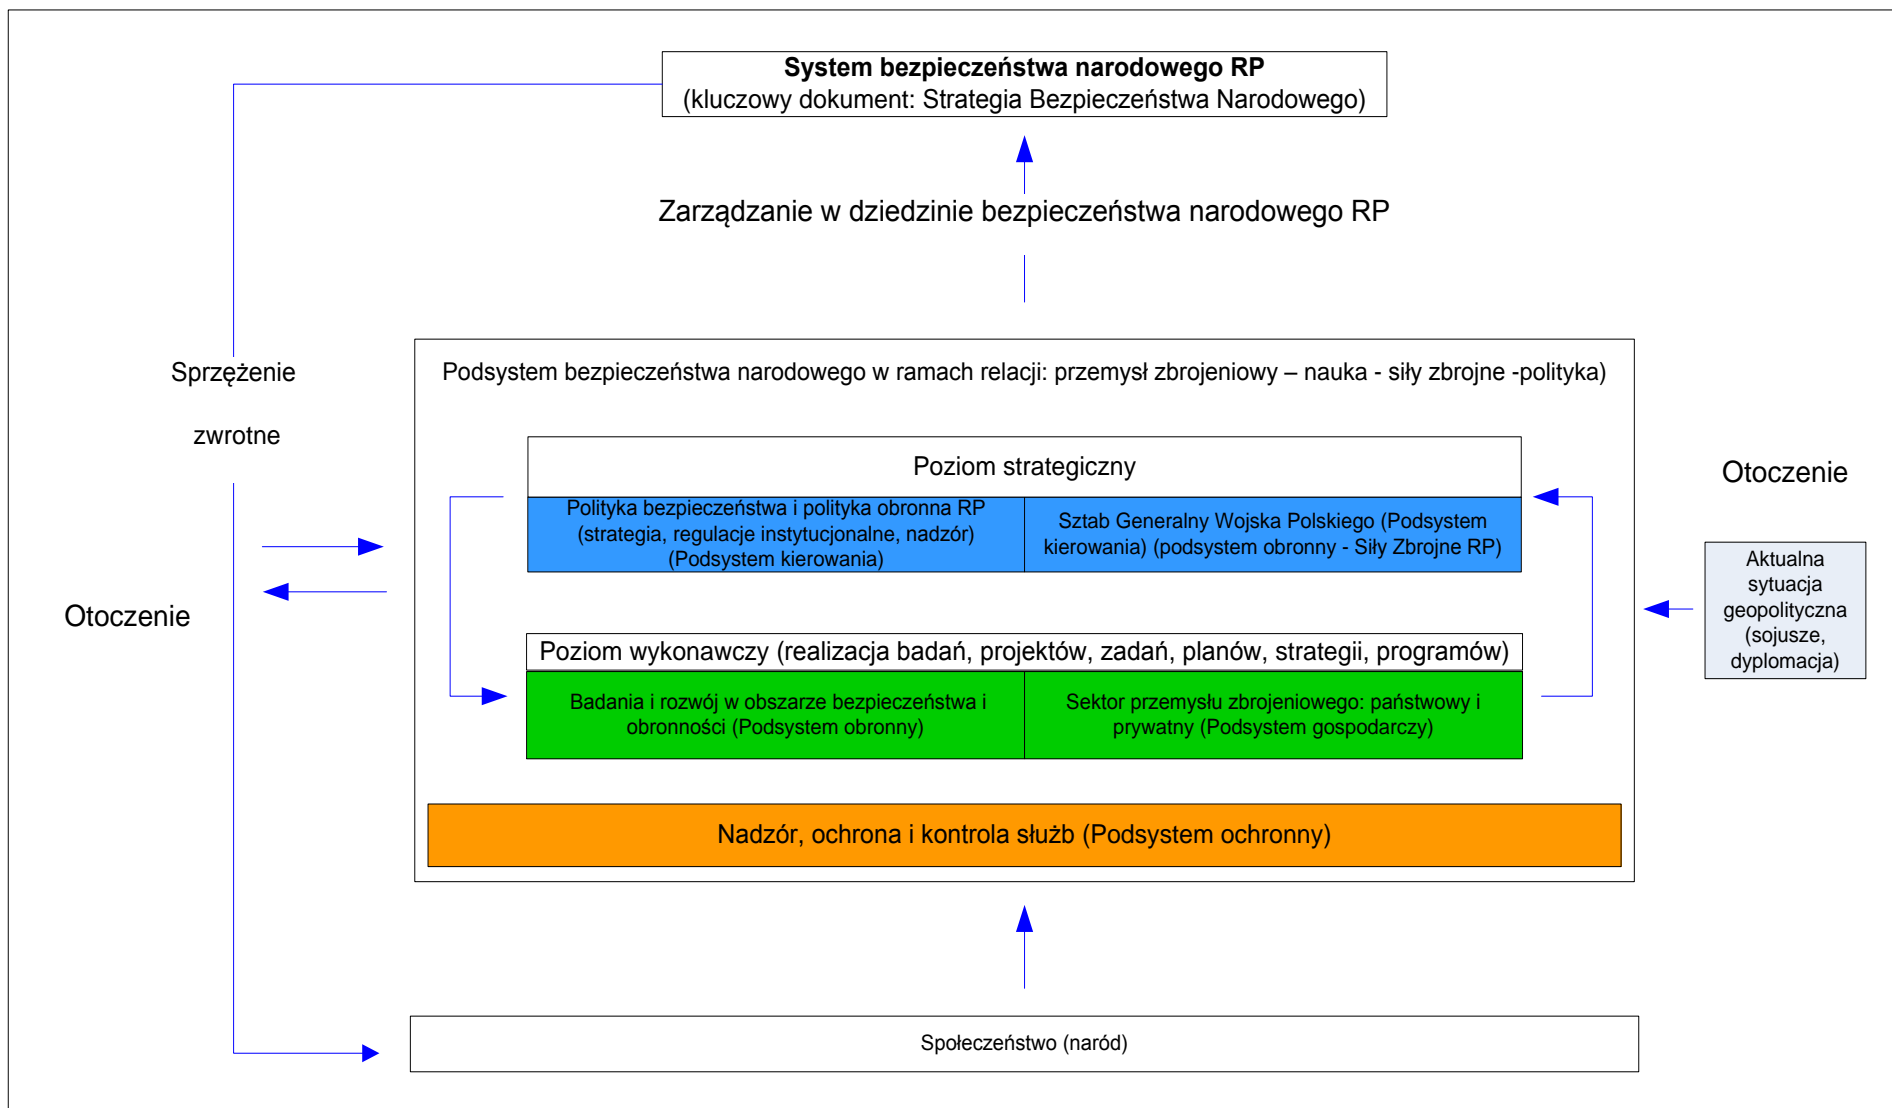 System bezpieczeństwa narodowego RP
(kluczowy dokument: Strategia Bezpieczeństwa Narodowego)
Zarządzanie w dziedzinie bezpieczeństwa narodowego RP
Sprzężenie
zwrotne
Podsystem bezpieczeństwa narodowego w ramach relacji: przemysł zbrojeniowy – nauka - siły zbrojne -polityka)
Poziom strategiczny
Polityka bezpieczeństwa i polityka obronna RP
(strategia, regulacje instytucjonalne, nadzór)
(Podsystem kierowania)
Sztab Generalny Wojska Polskiego (Podsystem
kierowania) (podsystem obronny - Siły Zbrojne RP)
Otoczenie
Otoczenie
Aktualna
sytuacja
geopolityczna
(sojusze,
dyplomacja)
Poziom wykonawczy (realizacja badań, projektów, zadań, planów, strategii, programów)
Badania i rozwój w obszarze bezpieczeństwa i
obronności (Podsystem obronny)
Sektor przemysłu zbrojeniowego: państwowy i
prywatny (Podsystem gospodarczy)
Nadzór, ochrona i kontrola służb (Podsystem ochronny)
Społeczeństwo (naród)